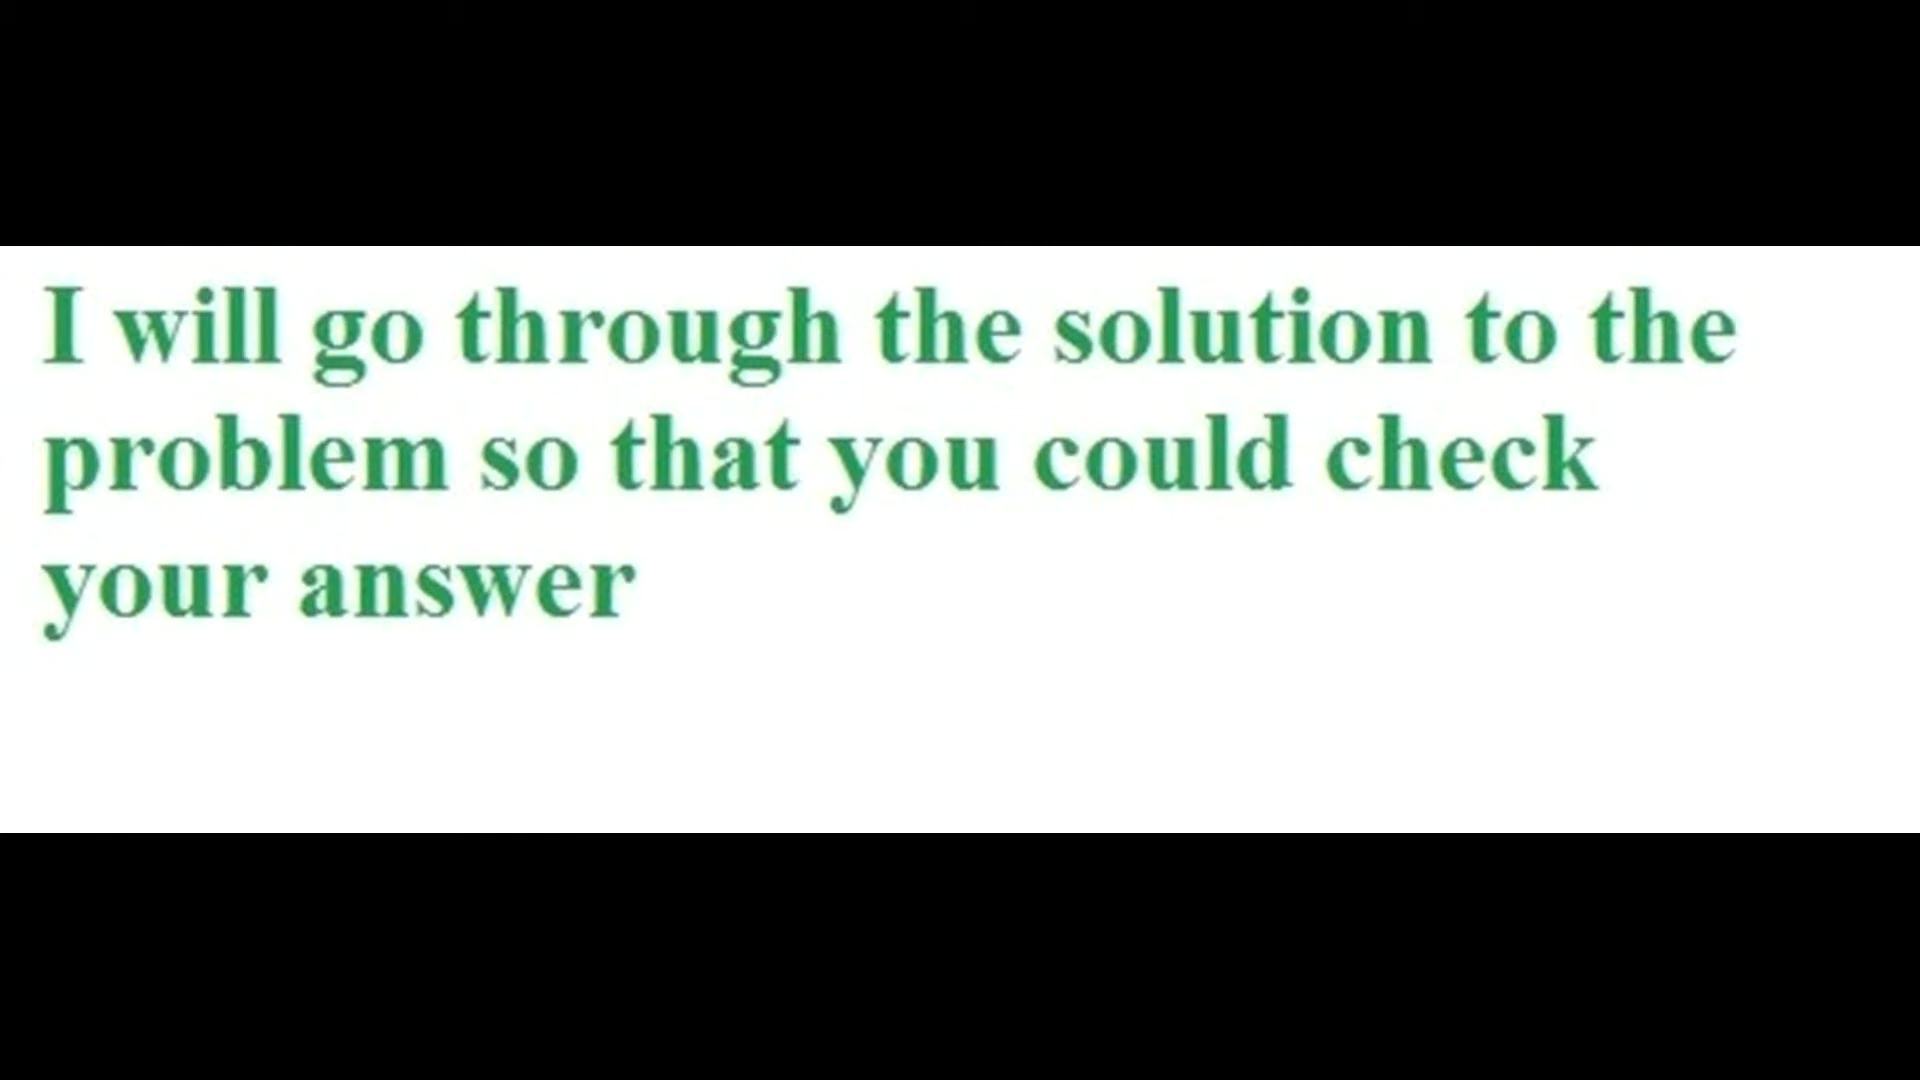 I will go through the solution to the
problem so that you could check
your answer